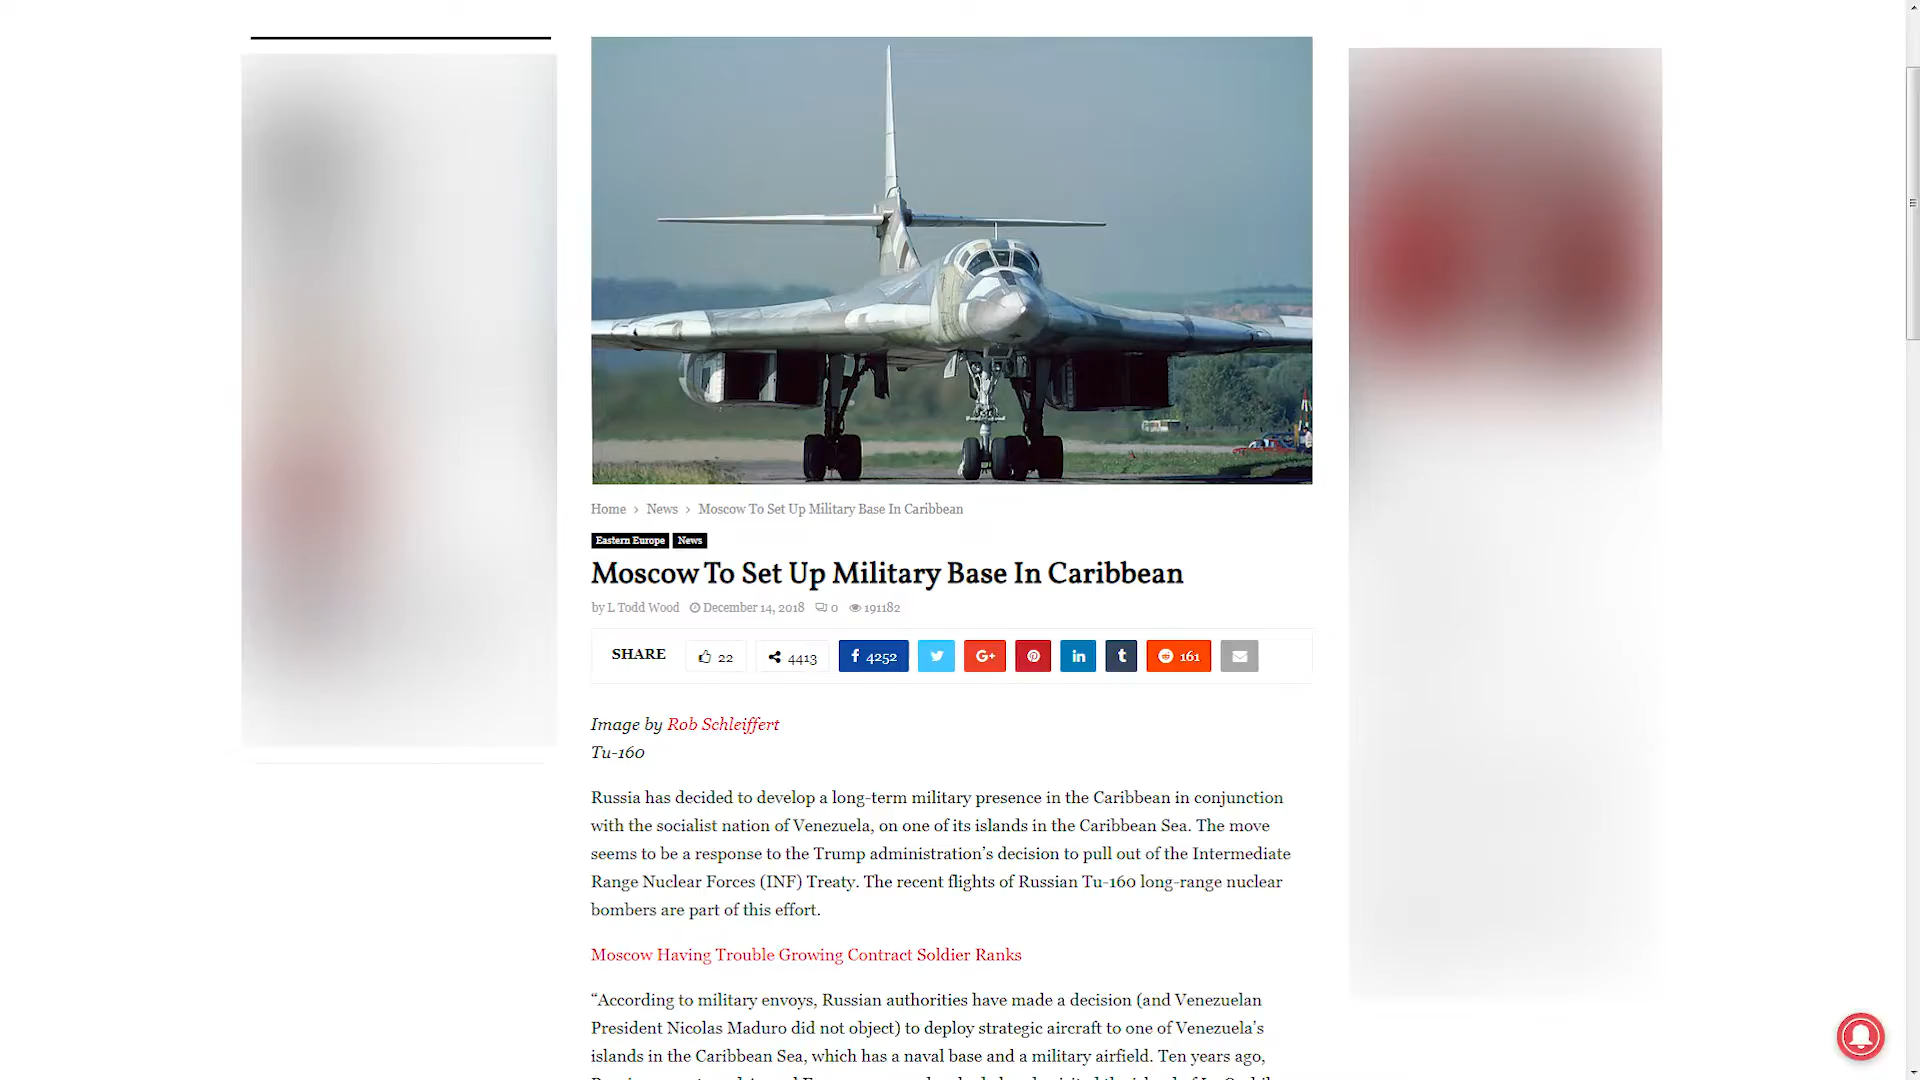 Home > News > Moscow To Set Up Military Base In Caribbean
Eastern Europe News
Moscow To Set Up Military Base In Caribbean
by L Todd Wood December 14, 2018 0 191182
SHARE 22 4413 4252 G+ in t 161
Image by Rob Schleiffert
Tu-160
Russia has decided to develop a long-term military presence in the Caribbean in conjunction
with the socialist nation of Venezuela, on one of its islands in the Caribbean Sea. The move
seems to be a response to the Trump administration’s decision to pull out of the Intermediate
Range Nuclear Forces (INF) Treaty. The recent flights of Russian Tu-160 long-range nuclear
bombers are part of this effort.
Moscow Having Trouble Growing Contract Soldier Ranks
“According to military envoys, Russian authorities have made a decision (and Venezuelan
President Nicolas Maduro did not object) to deploy strategic aircraft to one of Venezuela’s
islands in the Caribbean Sea, which has a naval base and a military airfield. Ten years ago,